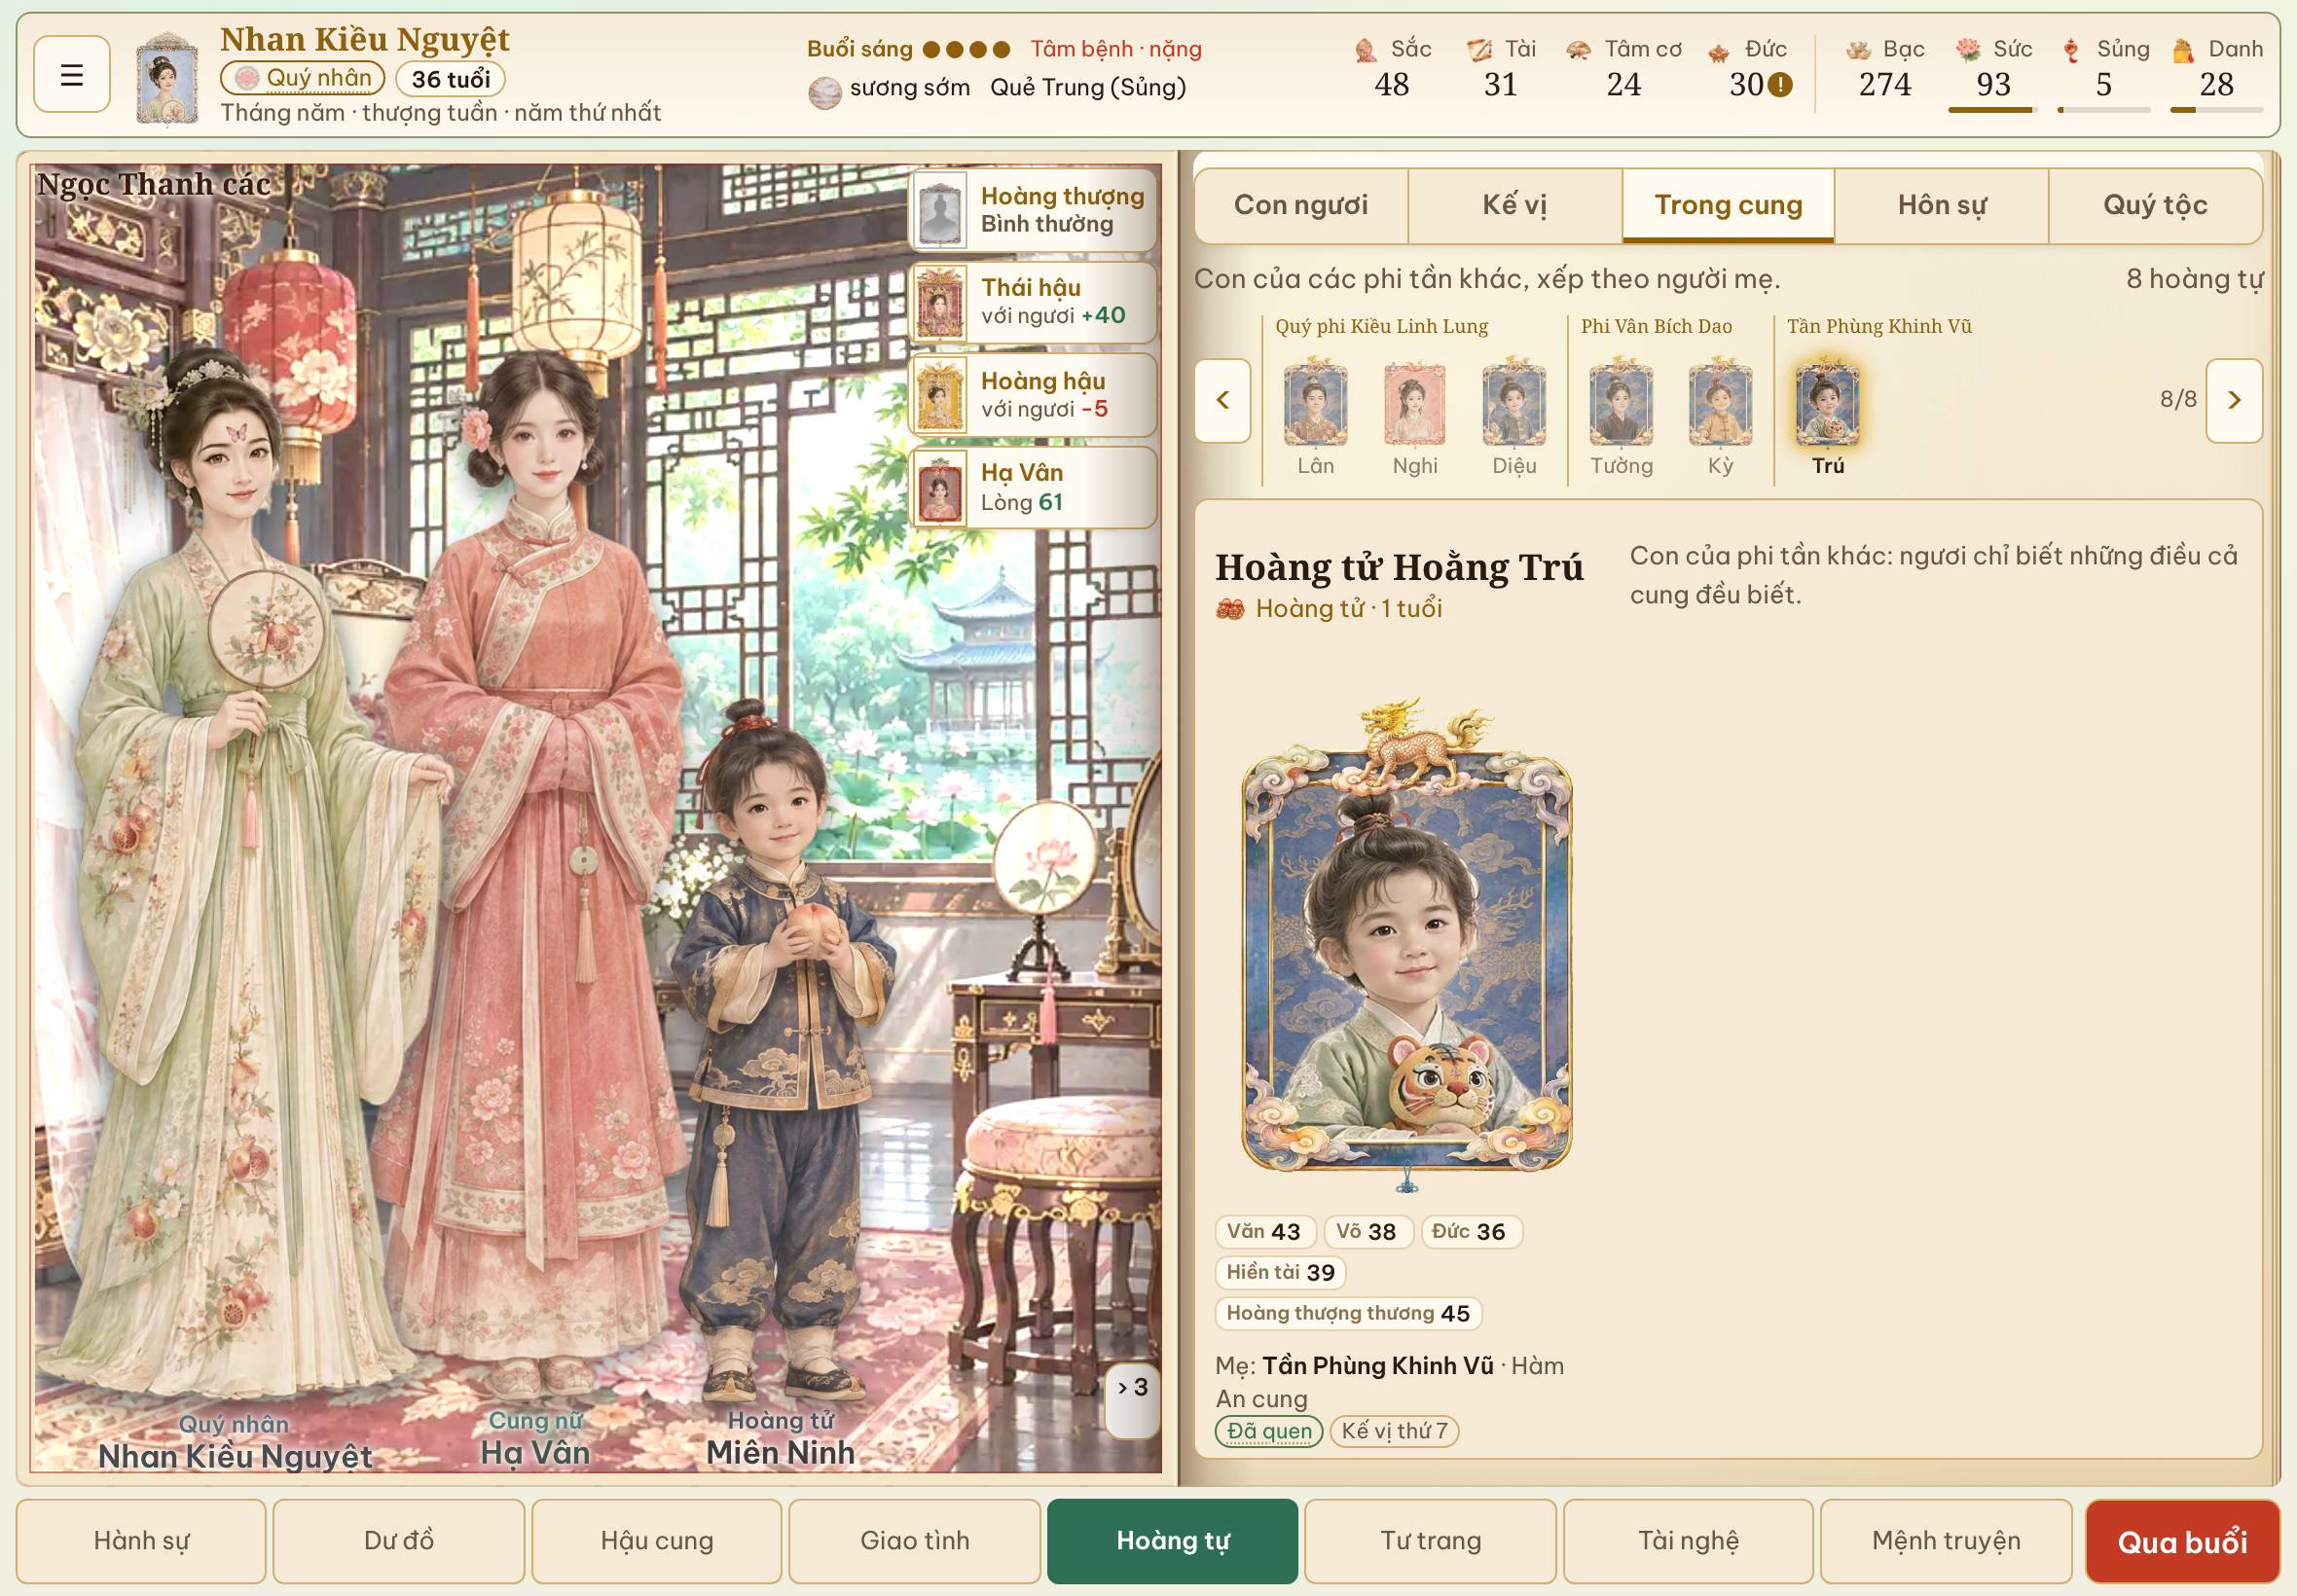 ☰
Nhan Kiều Nguyệt
Quý nhân 36 tuổi
Tháng năm · thượng tuần · năm thứ nhất
Buổi sáng Tâm bệnh · nặng
sương sớm Quẻ Trung (Sủng)
Sắc Tài Tâm cơ Đức Bạc Sức Sủng Danh
48 31 24 30 ! 274 93 5 28
Ngọc Thanh các
Hoàng thượng
Bình thường
Thái hậu
với ngươi +40
Hoàng hậu
với ngươi -5
Hạ Vân
Lòng 61
› 3
Quý nhân
Nhan Kiều Nguyệt
Cung nữ
Hạ Vân
Hoàng tử
Miên Ninh
Con ngươi Kế vị Trong cung Hôn sự Quý tộc
Con của các phi tần khác, xếp theo người mẹ. 8 hoàng tự
Quý phi Kiều Linh Lung Phi Vân Bích Dao Tần Phùng Khinh Vũ
‹ 8/8 ›
Lân Nghi Diệu Tường Kỳ Trú
Hoàng tử Hoằng Trú
Hoàng tử · 1 tuổi
Con của phi tần khác: ngươi chỉ biết những điều cả
cung đều biết.
Văn 43 Võ 38 Đức 36
Hiền tài 39
Hoàng thượng thương 45
Mẹ: Tần Phùng Khinh Vũ · Hàm
An cung
Đã quen Kế vị thứ 7
Hành sự Dư đồ Hậu cung Giao tình Hoàng tự Tư trang Tài nghệ Mệnh truyện Qua buổi